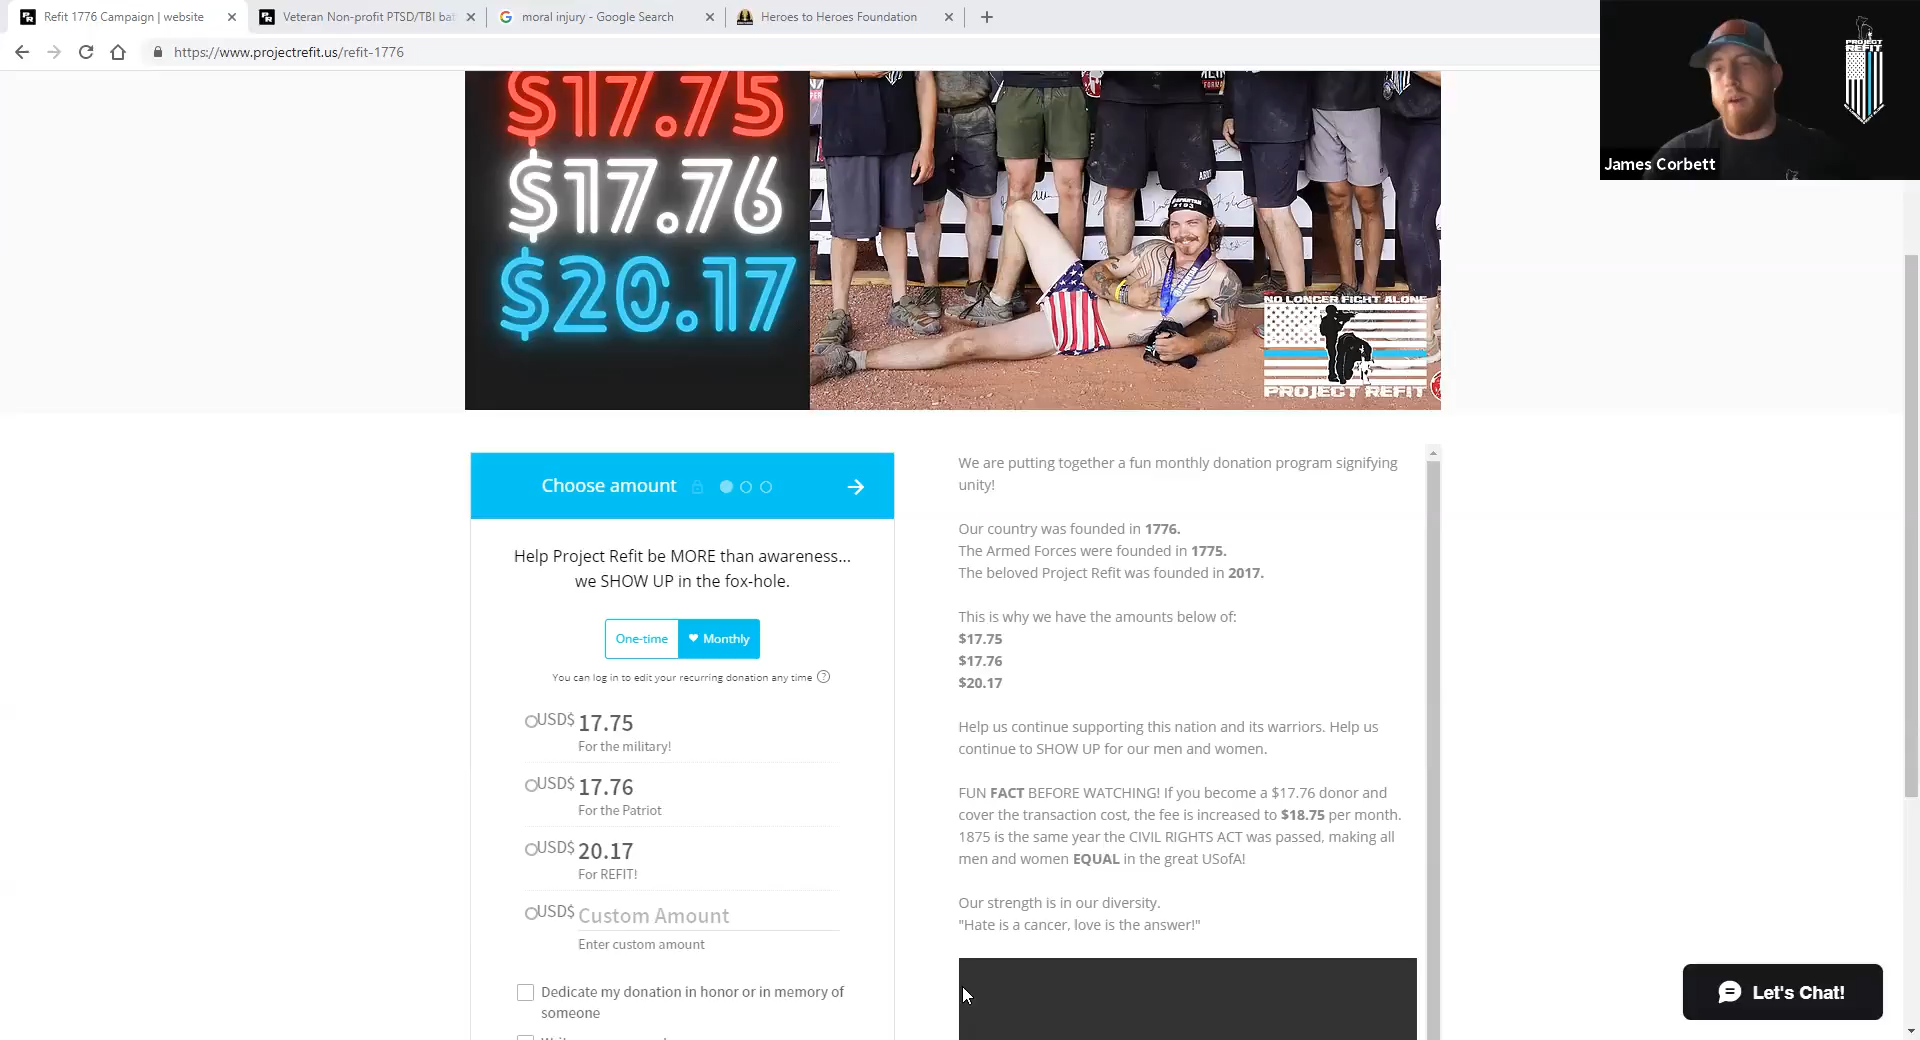 Refit 1776 Campaign | website
Veteran Non-profit PTSD/TBI bat
moral injury - Google Search
Heroes to Heroes Foundation
https://www.projectrefit.us/refit-1776
PROJECT
REFIT
James Corbett
$17.75
$17.76
$20.17
NO LONGER FIGHT ALONE
PROJECT REFIT
Choose amount
Help Project Refit be MORE than awareness...
we SHOW UP in the fox-hole.
One-time
Monthly
You can log in to edit your recurring donation any time ?
USD$ 17.75
For the military!
USD$ 17.76
For the Patriot
USD$ 20.17
For REFIT!
USD$ Custom Amount
Enter custom amount
Dedicate my donation in honor or in memory of
someone
We are putting together a fun monthly donation program signifying
unity!
Our country was founded in 1776.
The Armed Forces were founded in 1775.
The beloved Project Refit was founded in 2017.
This is why we have the amounts below of:
$17.75
$17.76
$20.17
Help us continue supporting this nation and its warriors. Help us
continue to SHOW UP for our men and women.
FUN FACT BEFORE WATCHING! If you become a $17.76 donor and
cover the transaction cost, the fee is increased to $18.75 per month.
1875 is the same year the CIVIL RIGHTS ACT was passed, making all
men and women EQUAL in the great USofA!
Our strength is in our diversity.
"Hate is a cancer, love is the answer!"
Let's Chat!